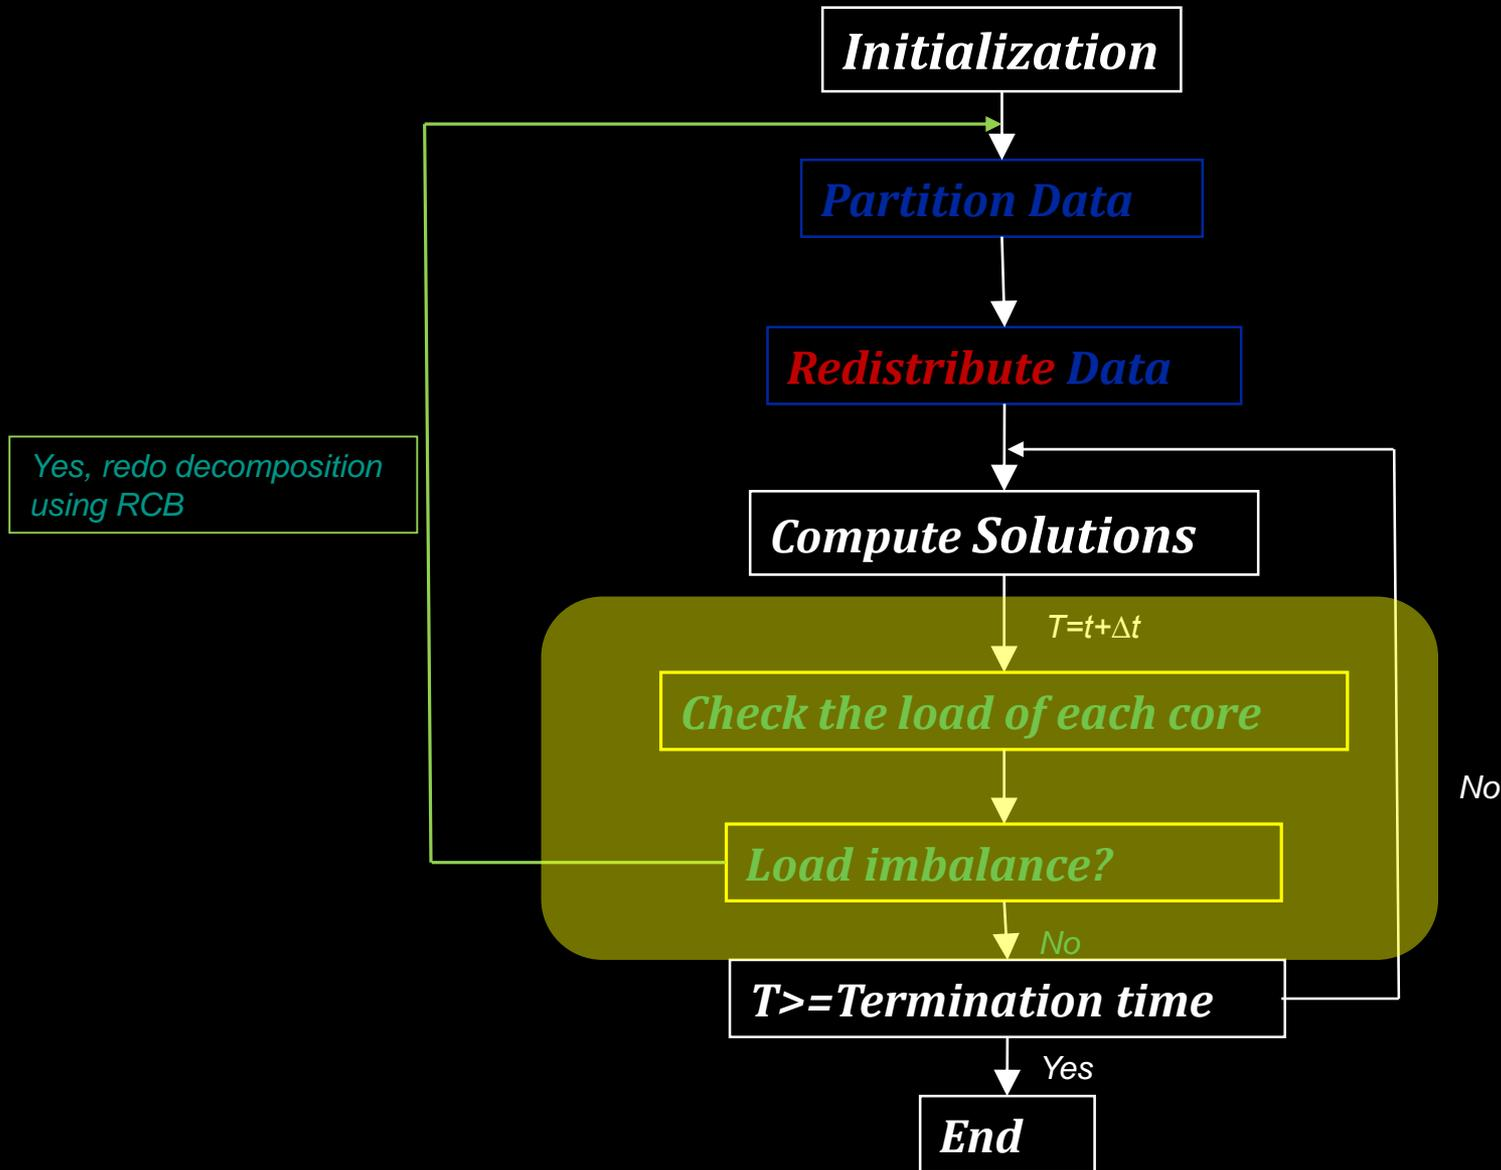 Initialization
Partition Data
Redistribute Data
Yes, redo decomposition
using RCB
Compute Solutions
T=t+∆t
Check the load of each core
No
Load imbalance?
No
T>=Termination time
Yes
End